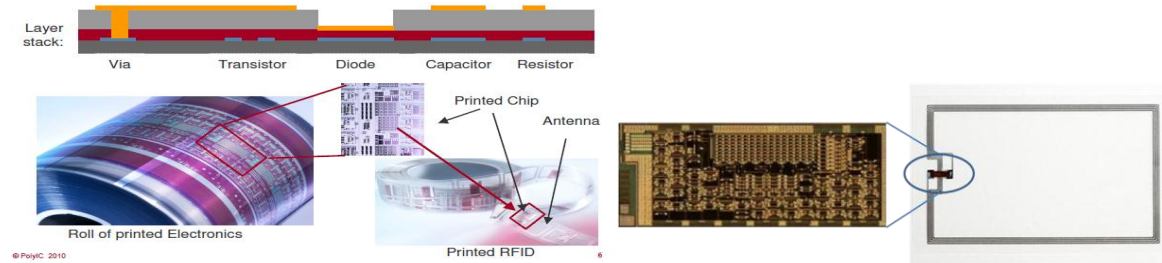 Layer
stack:
Via Transistor Diode Capacitor Resistor
Printed Chip
Antenna
Roll of printed Electronics
Printed RFID
© PolyIC 2010
6